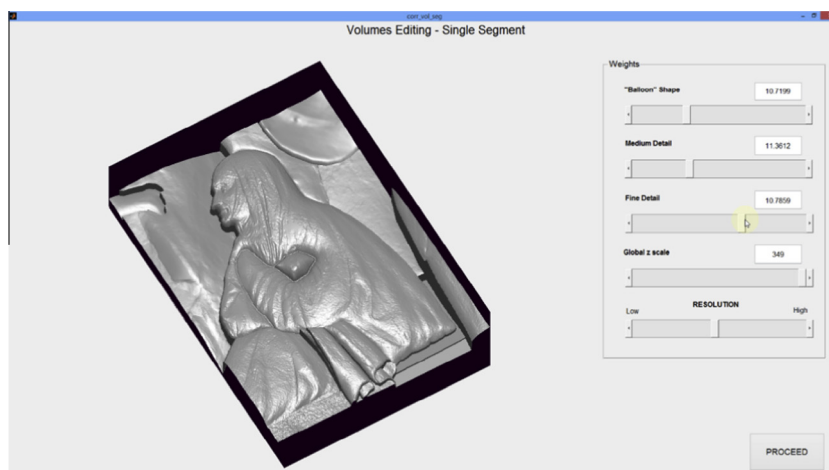 corr_vol_seg
Volumes Editing - Single Segment
Weights
"Balloon" Shape
10.7199
Medium Detail
11.3612
Fine Detail
10.7859
Global z scale
349
RESOLUTION
Low
High
PROCEED